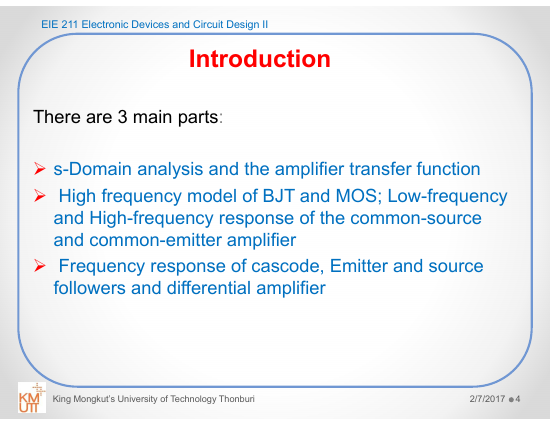 EIE 211 Electronic Devices and Circuit Design II
Introduction
There are 3 main parts:
s-Domain analysis and the amplifier transfer function
High frequency model of BJT and MOS; Low-frequency
and High-frequency response of the common-source
and common-emitter amplifier
Frequency response of cascode, Emitter and source
followers and differential amplifier
KM
UTT
King Mongkut's University of Technology Thonburi
2/7/2017 ●4